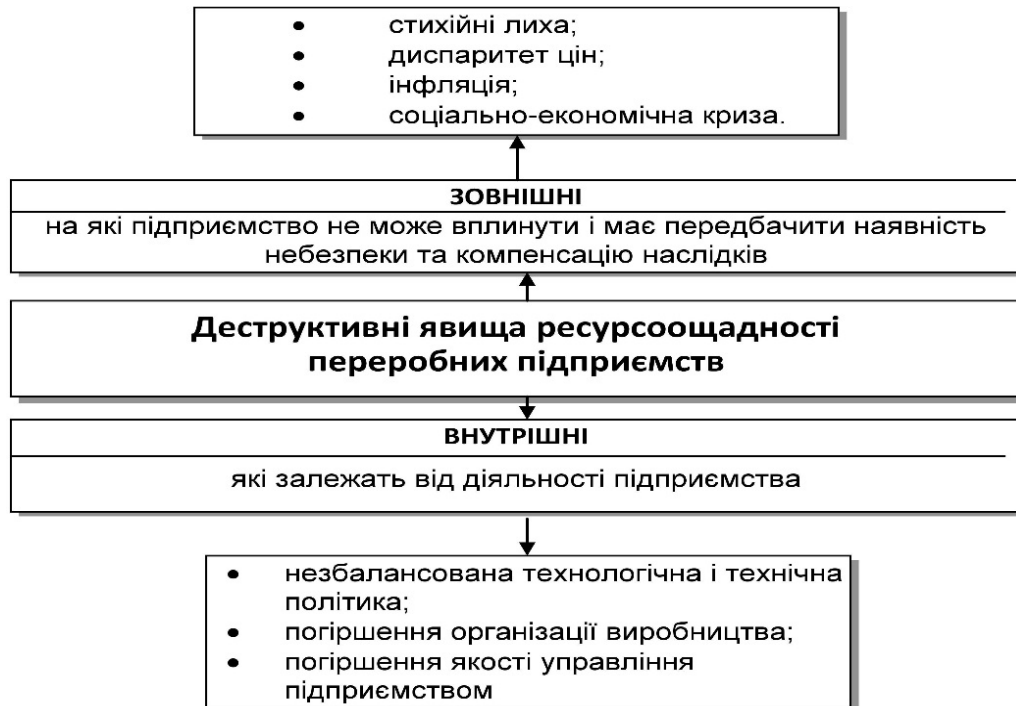 • стихійні лиха;
• диспаритет цін;
• інфляція;
• соціально-економічна криза.
ЗОВНІШНІ
на які підприємство не може вплинути і має передбачити наявність
небезпеки та компенсацію наслідків
Деструктивні явища ресурсоощадності
переробних підприємств
ВНУТРІШНІ
які залежать від діяльності підприємства
• незбалансована технологічна і технічна
політика;
• погіршення організації виробництва;
• погіршення якості управління
підприємством